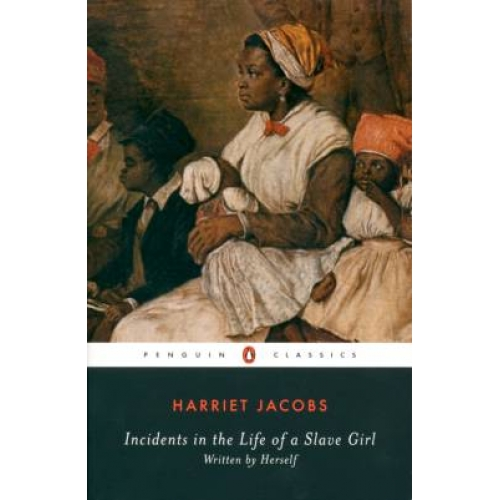 PENGUIN CLASSICS
HARRIET JACOBS
Incidents in the Life of a Slave Girl
Written by Herself